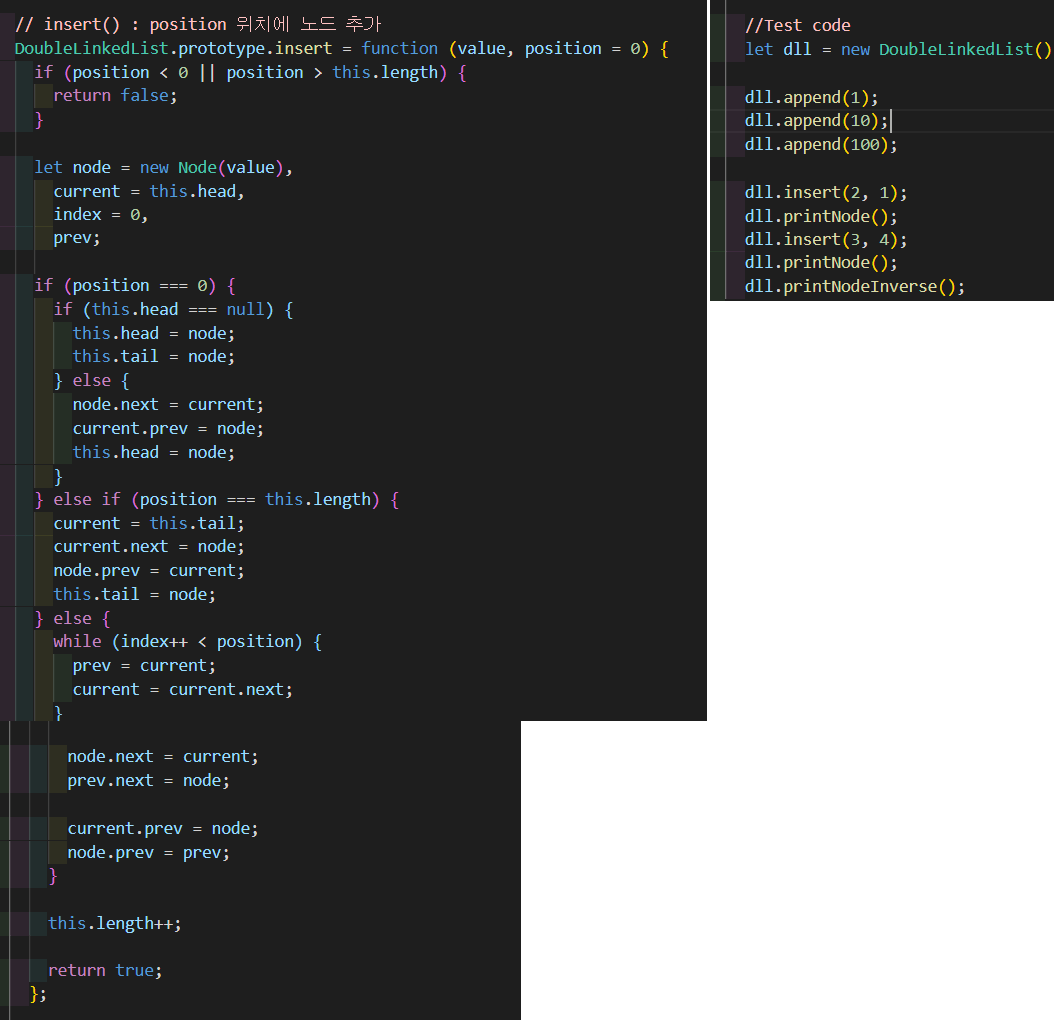 // insert() : position 위치에 노드 추가
DoubleLinkedList.prototype.insert = function (value, position = 0) {
if (position < 0 || position > this.length) {
return false;
}
let node = new Node(value),
current = this.head,
index = 0,
prev;
if (position === 0) {
if (this.head === null) {
this.head = node;
this.tail = node;
} else {
node.next = current;
current.prev = node;
this.head = node;
}
} else if (position === this.length) {
current = this.tail;
current.next = node;
node.prev = current;
this.tail = node;
} else {
while (index++ < position) {
prev = current;
current = current.next;
}
node.next = current;
prev.next = node;
current.prev = node;
node.prev = prev;
}
this.length++;
return true;
};
//Test code
let dll = new DoubleLinkedList()
dll.append(1);
dll.append(10);
dll.append(100);
dll.insert(2, 1);
dll.printNode();
dll.insert(3, 4);
dll.printNode();
dll.printNodeInverse();